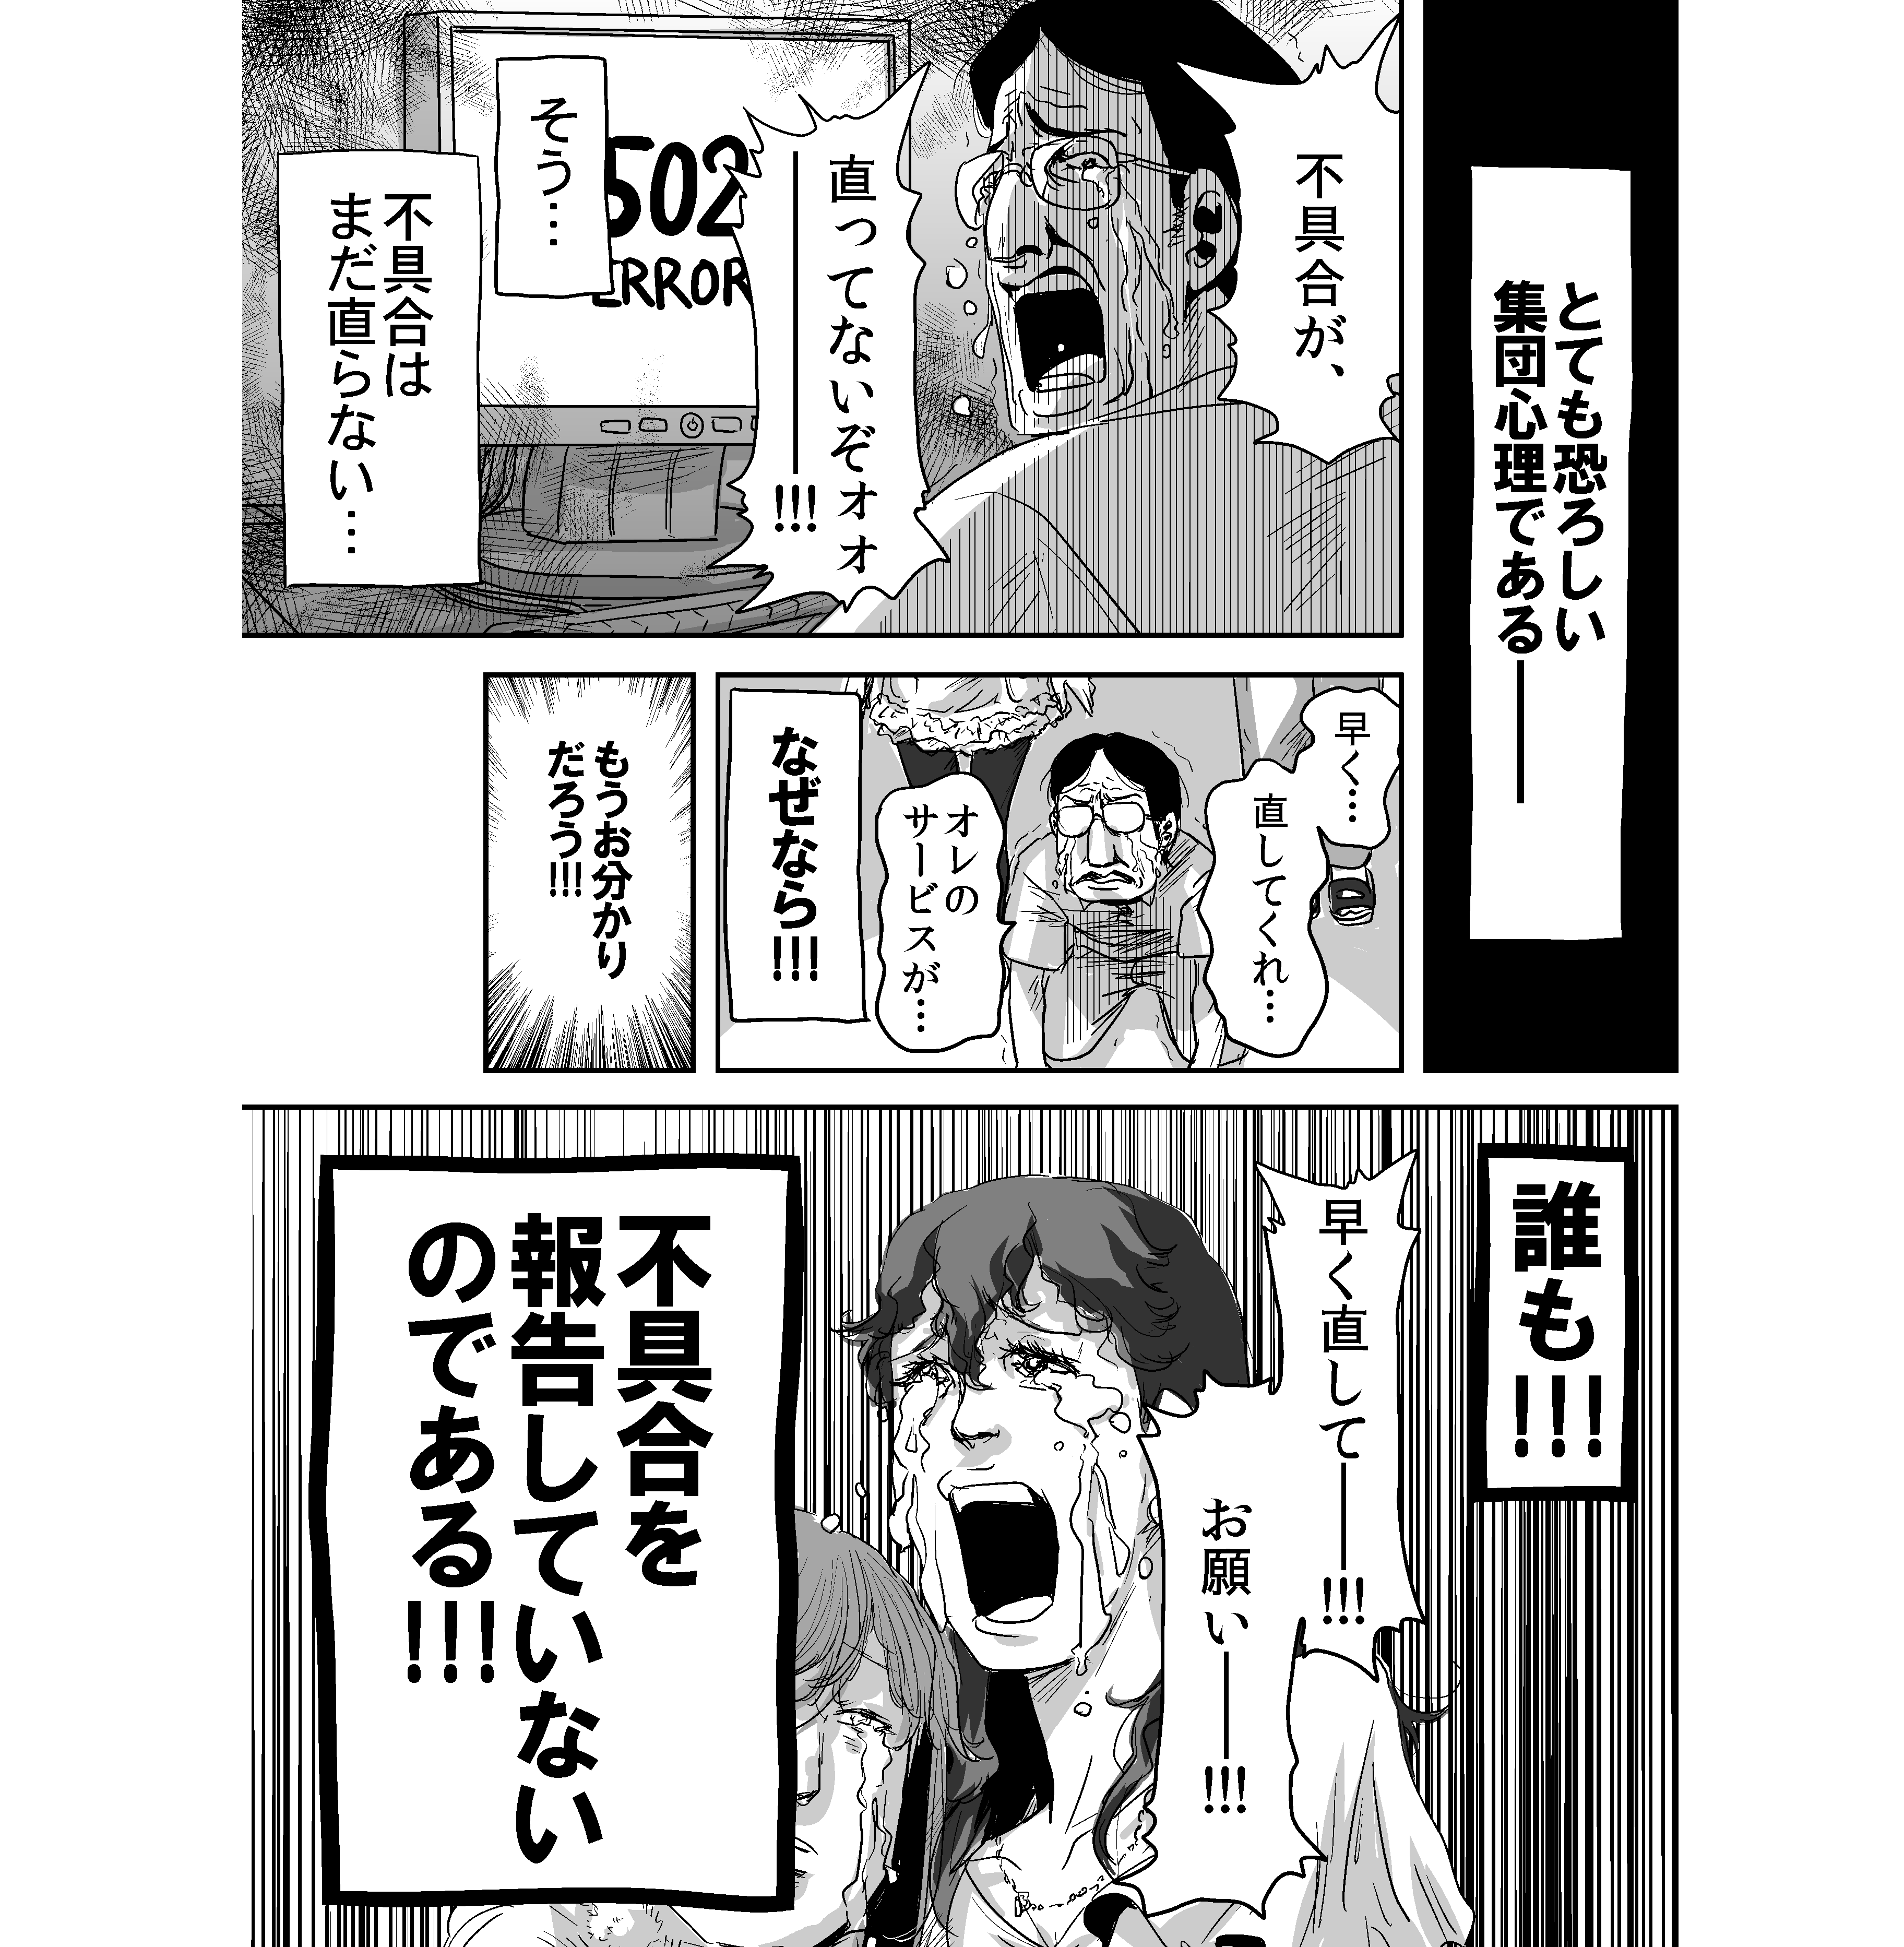 とても恐ろしい
集団心理である――
不具合が、
直ってないぞォォ
――!!!
502
ERROR
そう…
不具合は
まだ直らない…
早く…
直してくれ…
オレの
サービスが…
なぜなら!!!
もうお分かり
だろう!!!
誰も!!!
早く直して――!!!
お願い――!!!
不具合を
報告していない
のである!!!